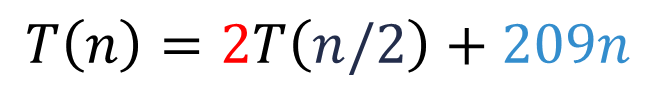 T(n) = 2T(n/2) + 209n